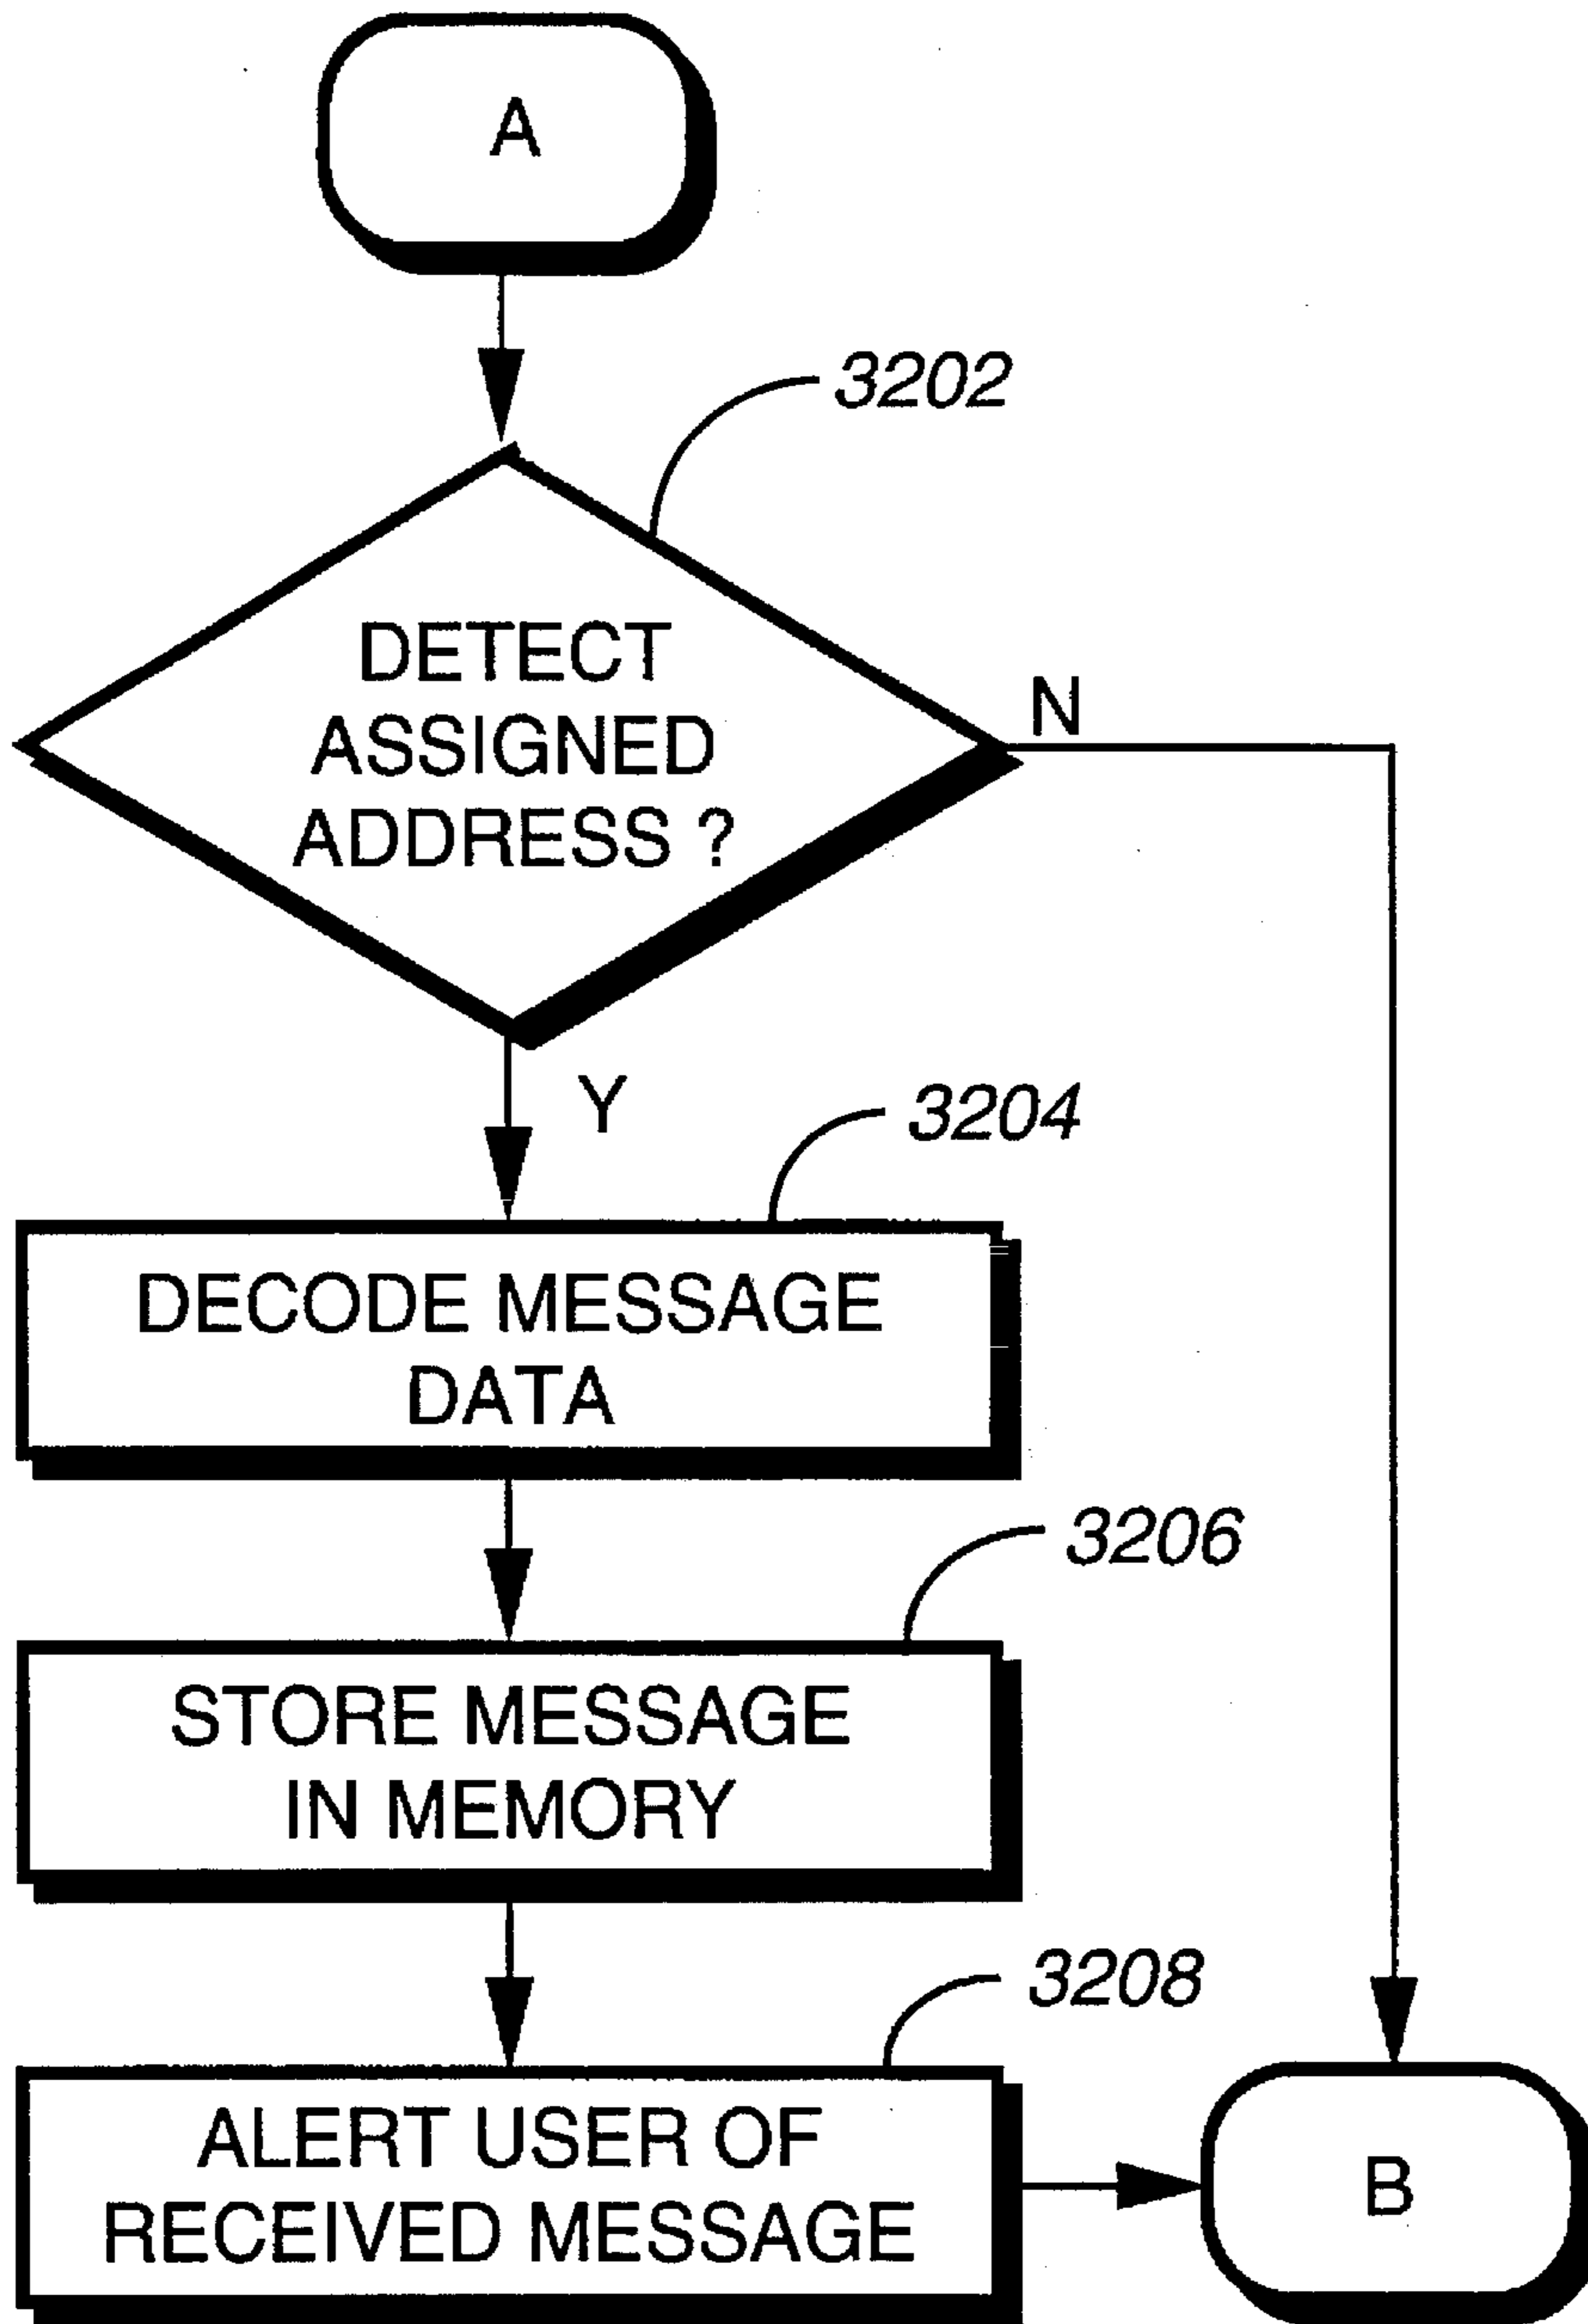 A
3202
DETECT
ASSIGNED
ADDRESS ?
N
Y
3204
DECODE MESSAGE
DATA
3206
STORE MESSAGE
IN MEMORY
3208
ALERT USER OF
RECEIVED MESSAGE
B